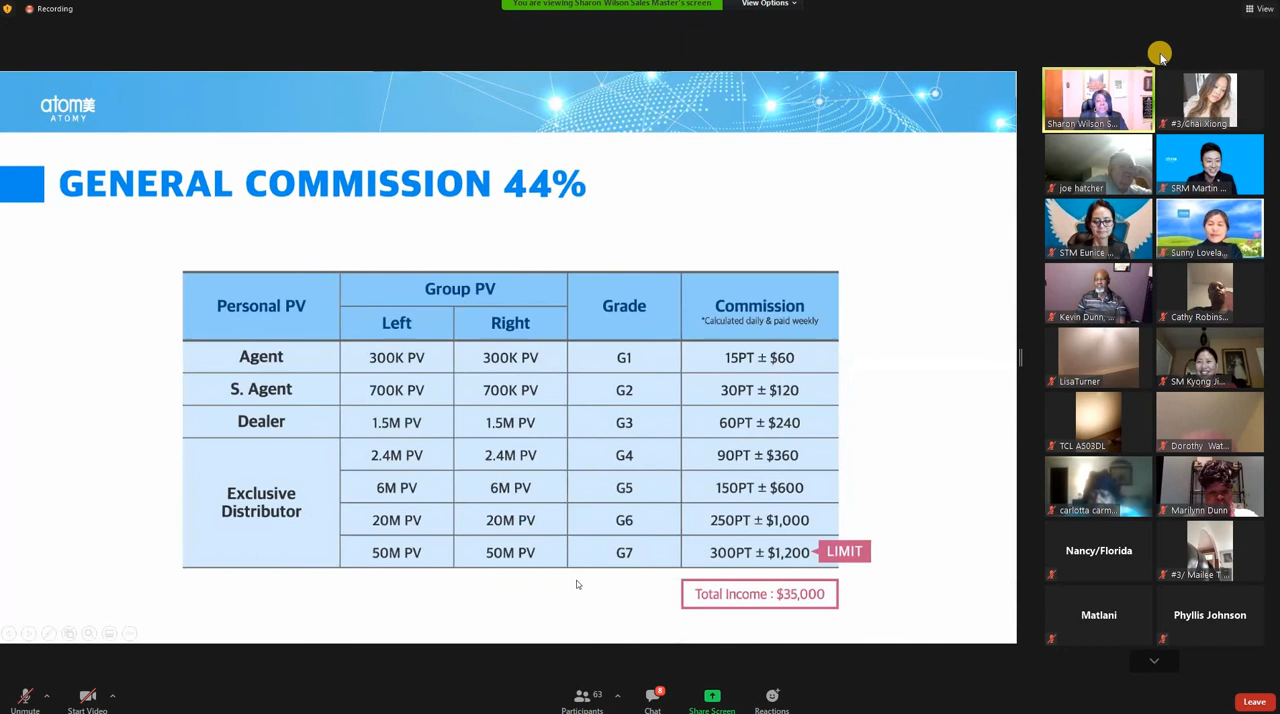 Recording
You are viewing Sharon Wilson Sales Master's screen
View Options
View
atom美
ATOMY
GENERAL COMMISSION 44%
Personal PV
Group PV
Grade
Commission
*Calculated daily & paid weekly
Left
Right
Agent 300K PV 300K PV G1 15PT ± $60
S. Agent 700K PV 700K PV G2 30PT ± $120
Dealer 1.5M PV 1.5M PV G3 60PT ± $240
Exclusive Distributor 2.4M PV 2.4M PV G4 90PT ± $360
6M PV 6M PV G5 150PT ± $600
20M PV 20M PV G6 250PT ± $1,000
50M PV 50M PV G7 300PT ± $1,200 LIMIT
Total Income : $35,000
Sharon Wilson S...
#3/Chai Xiong
joe hatcher
SRM Martin ...
STM Eunice ...
Sunny Lovela...
Kevin Dunn, ...
Cathy Robins...
LisaTurner
SM Kyong Ji...
TCL A503DL
Dorothy Wat...
carlotta carm...
Marilynn Dunn
Nancy/Florida
#3/ Mailee T...
Matlani
Phyllis Johnson
Unmute
Start Video
63
Participants
8
Chat
Share Screen
Reactions
Leave